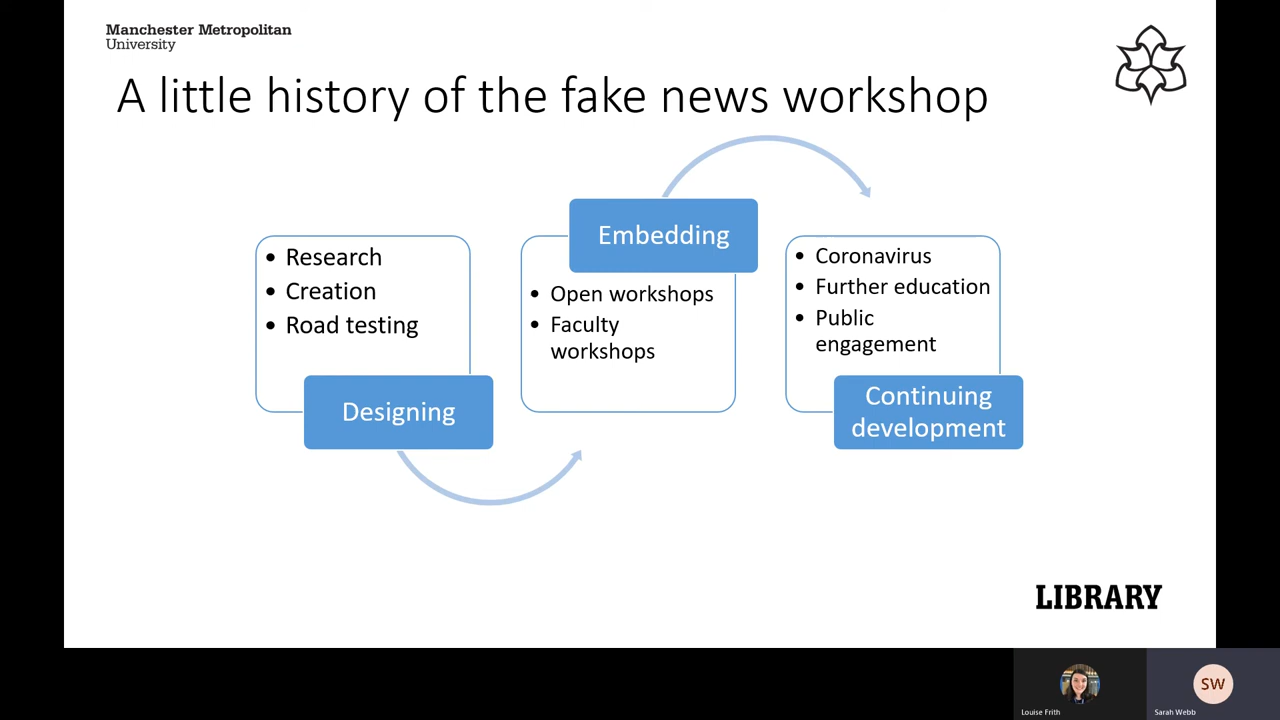 Manchester Metropolitan
University
A little history of the fake news workshop
• Research
• Creation
• Road testing
Designing
Embedding
• Open workshops
• Faculty
workshops
• Coronavirus
• Further education
• Public
engagement
Continuing
development
LIBRARY
Louise Frith
SW
Sarah Webb